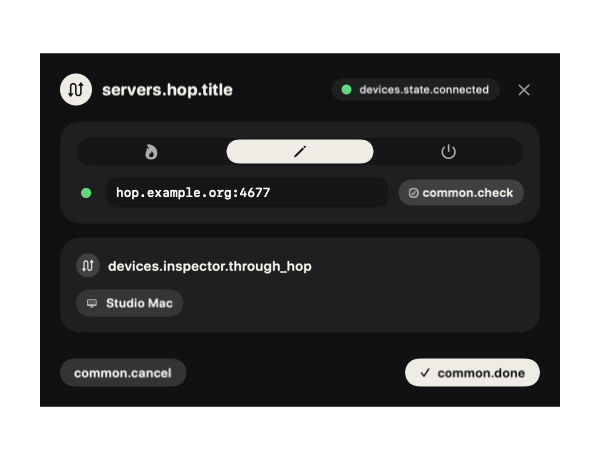 servers.hop.title
devices.state.connected
hop.example.org:4677
common.check
devices.inspector.through_hop
Studio Mac
common.cancel
common.done